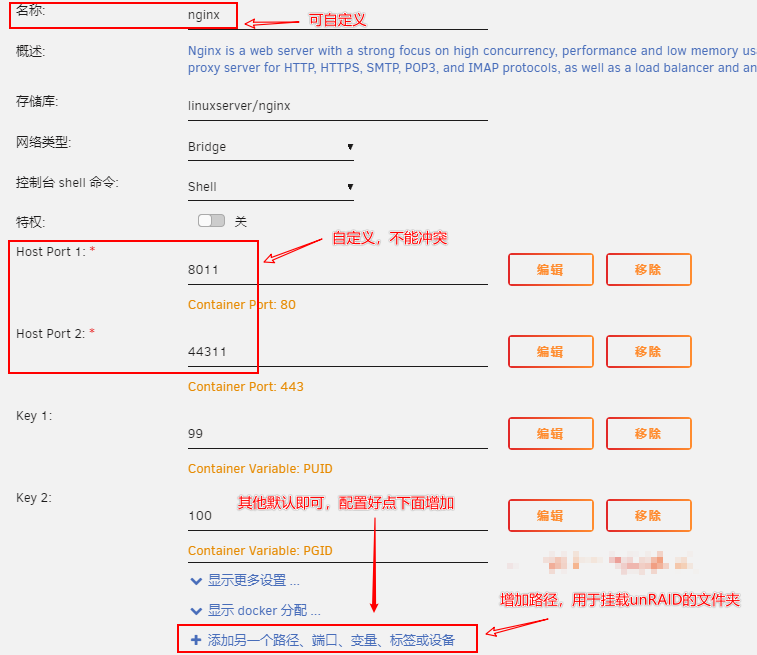 名称:
nginx
可自定义
概述:
Nginx is a web server with a strong focus on high concurrency, performance and low memory
proxy server for HTTP, HTTPS, SMTP, POP3, and IMAP protocols, as well as a load balancer and
存储库:
linuxserver/nginx
网络类型:
Bridge
控制台 shell 命令:
Shell
特权:
关
自定义，不能冲突
Host Port 1: *
8011
编辑 移除
Container Port: 80
Host Port 2: *
44311
编辑 移除
Container Port: 443
Key 1:
99
编辑 移除
Container Variable: PUID
Key 2:
其他默认即可，配置好点下面增加
100
编辑 移除
Container Variable: PGID
显示更多设置 ...
增加路径，用于挂载unRAID的文件夹
显示 docker 分配 ...
添加另一个路径、端口、变量、标签或设备